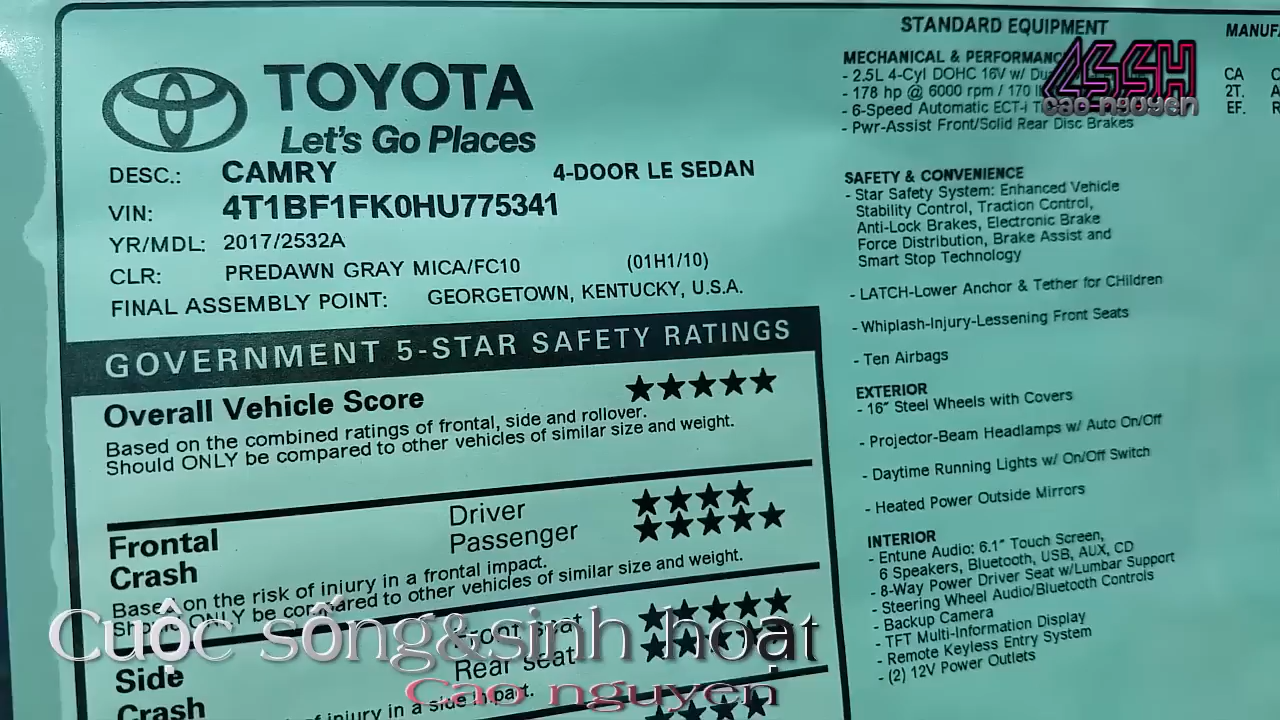 TOYOTA
Let's Go Places
DESC.: CAMRY 4-DOOR LE SEDAN
VIN: 4T1BF1FK0HU775341
YR/MDL: 2017/2532A
CLR: PREDAWN GRAY MICA/FC10 (01H1/10)
FINAL ASSEMBLY POINT: GEORGETOWN, KENTUCKY, U.S.A.
GOVERNMENT 5-STAR SAFETY RATINGS
Overall Vehicle Score ★★★★★
Based on the combined ratings of frontal, side and rollover.
Should ONLY be compared to other vehicles of similar size and weight.
Frontal Crash
Driver ★★★★
Passenger ★★★★★
Based on the risk of injury in a frontal impact.
Should ONLY be compared to other vehicles of similar size and weight.
Side Crash
Front seat ★★★★★
Rear seat
injury in a side impact.
STANDARD EQUIPMENT
MECHANICAL & PERFORMANC
- 2.5L 4-Cyl DOHC 16V w/
- 178 hp @ 6000 rpm / 170
- 6-Speed Automatic ECT-i
- Pwr-Assist Front/Solid Rear Disc Brakes
SAFETY & CONVENIENCE
- Star Safety System: Enhanced Vehicle
Stability Control, Traction Control,
Anti-Lock Brakes, Electronic Brake
Force Distribution, Brake Assist and
Smart Stop Technology
- LATCH-Lower Anchor & Tether for CHildren
- Whiplash-Injury-Lessening Front Seats
- Ten Airbags
EXTERIOR
- 16" Steel Wheels with Covers
- Projector-Beam Headlamps w/ Auto On/Off
- Daytime Running Lights w/ On/Off Switch
- Heated Power Outside Mirrors
INTERIOR
- Entune Audio: 6.1" Touch Screen,
6 Speakers, Bluetooth, USB, AUX, CD
- 8-Way Power Driver Seat w/Lumbar Support
- Steering Wheel Audio/Bluetooth Controls
- Backup Camera
- TFT Multi-Information Display
- Remote Keyless Entry System
- (2) 12V Power Outlets
MANUFA
CA
2T.
EF.
CSSH
cao nguyen
Cuộc sống&sinh hoạt
Cao nguyen